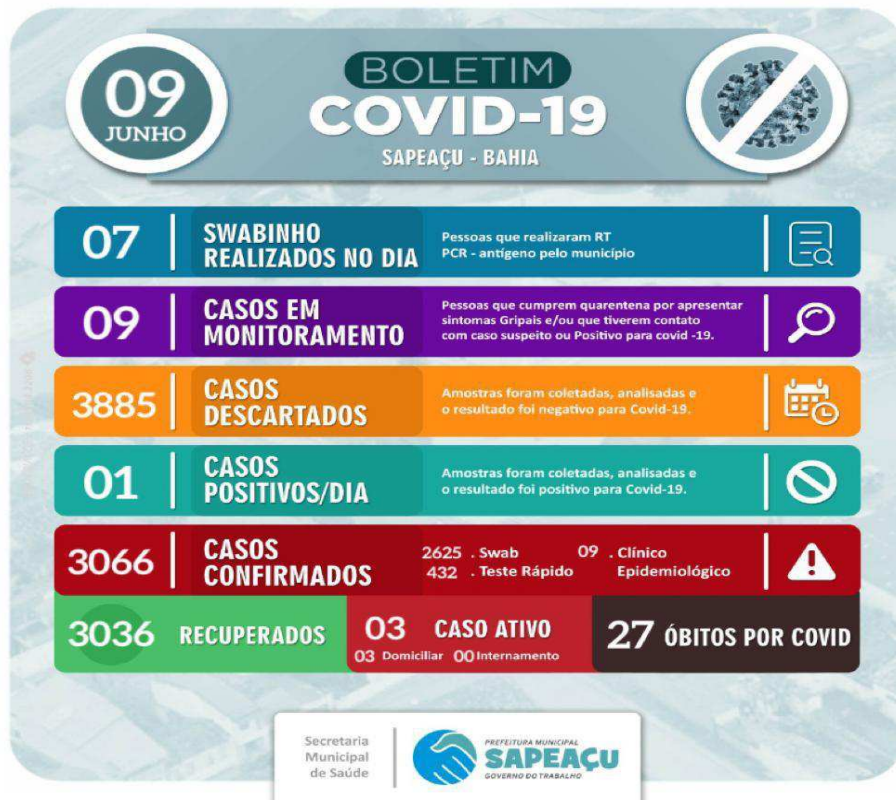 09
JUNHO
BOLETIM
COVID-19
SAPEAÇU - BAHIA
07
SWABINHO
REALIZADOS NO DIA
Pessoas que realizaram RT
PCR - antígeno pelo município
09
CASOS EM
MONITORAMENTO
Pessoas que cumprem quarentena por apresentar
sintomas Gripais e/ou que tiverem contato
com caso suspeito ou Positivo para covid -19.
3885
CASOS
DESCARTADOS
Amostras foram coletadas, analisadas e
o resultado foi negativo para Covid-19.
01
CASOS
POSITIVOS/DIA
Amostras foram coletadas, analisadas e
o resultado foi positivo para Covid-19.
3066
CASOS
CONFIRMADOS
2625 . Swab
432 . Teste Rápido
09 . Clínico
Epidemiológico
3036 RECUPERADOS
03 CASO ATIVO
03 Domiciliar 00 Internamento
27 ÓBITOS POR COVID
Secretaria
Municipal
de Saúde
PREFEITURA MUNICIPAL
SAPEAÇU
GOVERNO DO TRABALHO